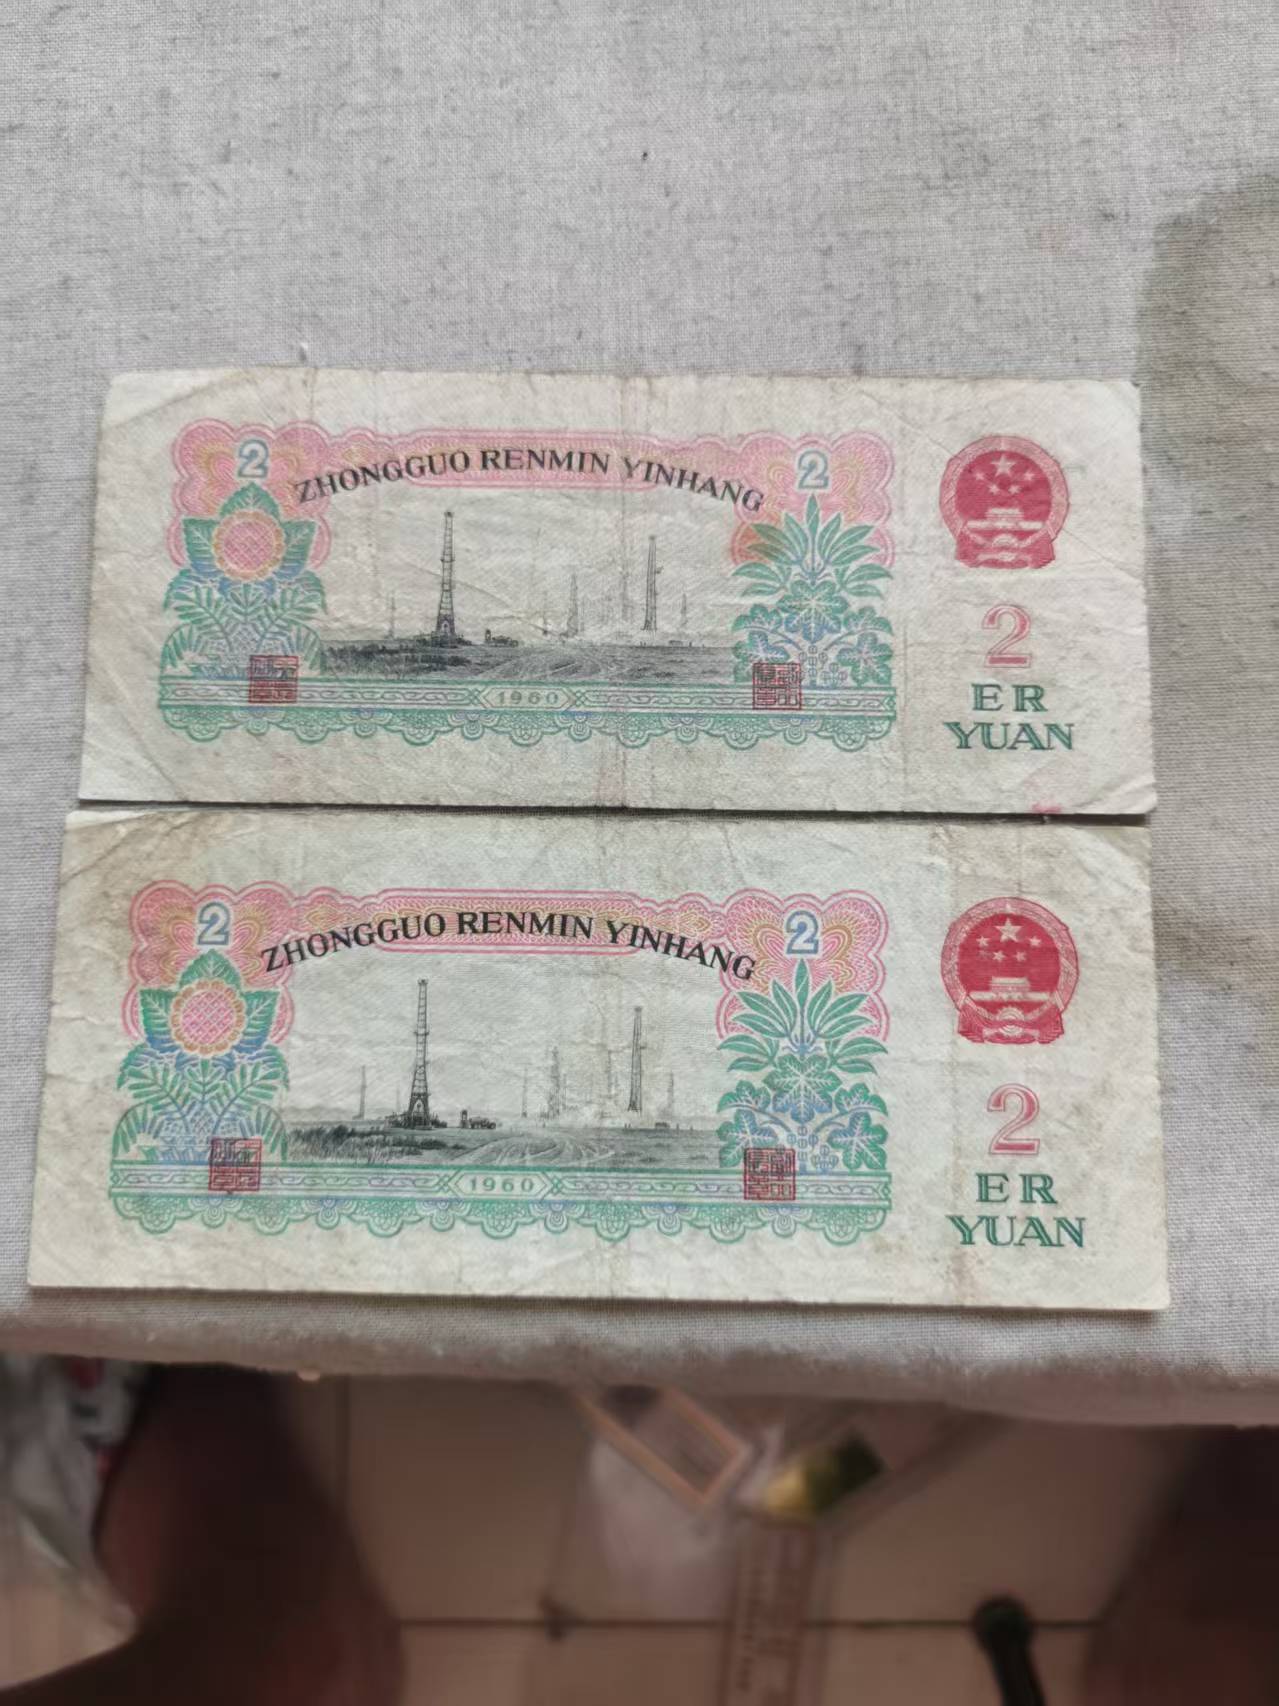 2 ZHONGGUO RENMIN YINHANG 2
1960
2
ER
YUAN
2 ZHONGGUO RENMIN YINHANG 2
1960
2
ER
YUAN